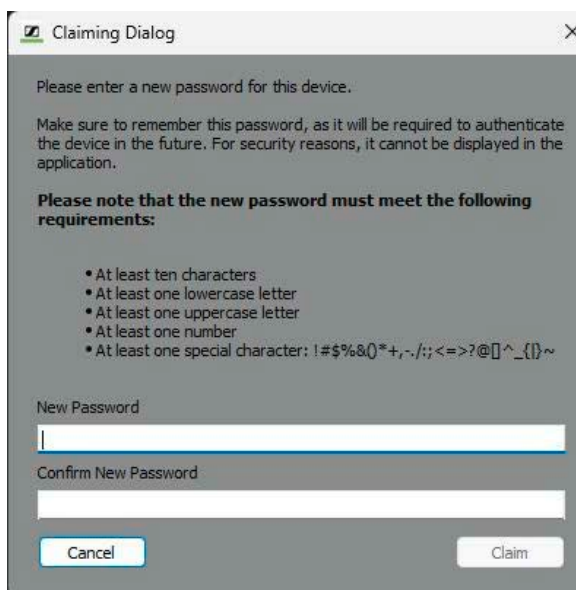 Claiming Dialog
Please enter a new password for this device.
Make sure to remember this password, as it will be required to authenticate
the device in the future. For security reasons, it cannot be displayed in the
application.
Please note that the new password must meet the following
requirements:
• At least ten characters
• At least one lowercase letter
• At least one uppercase letter
• At least one number
• At least one special character: !#$%&()*+,-./:;<=>?@[]^_{|}~
New Password
Confirm New Password
Cancel
Claim